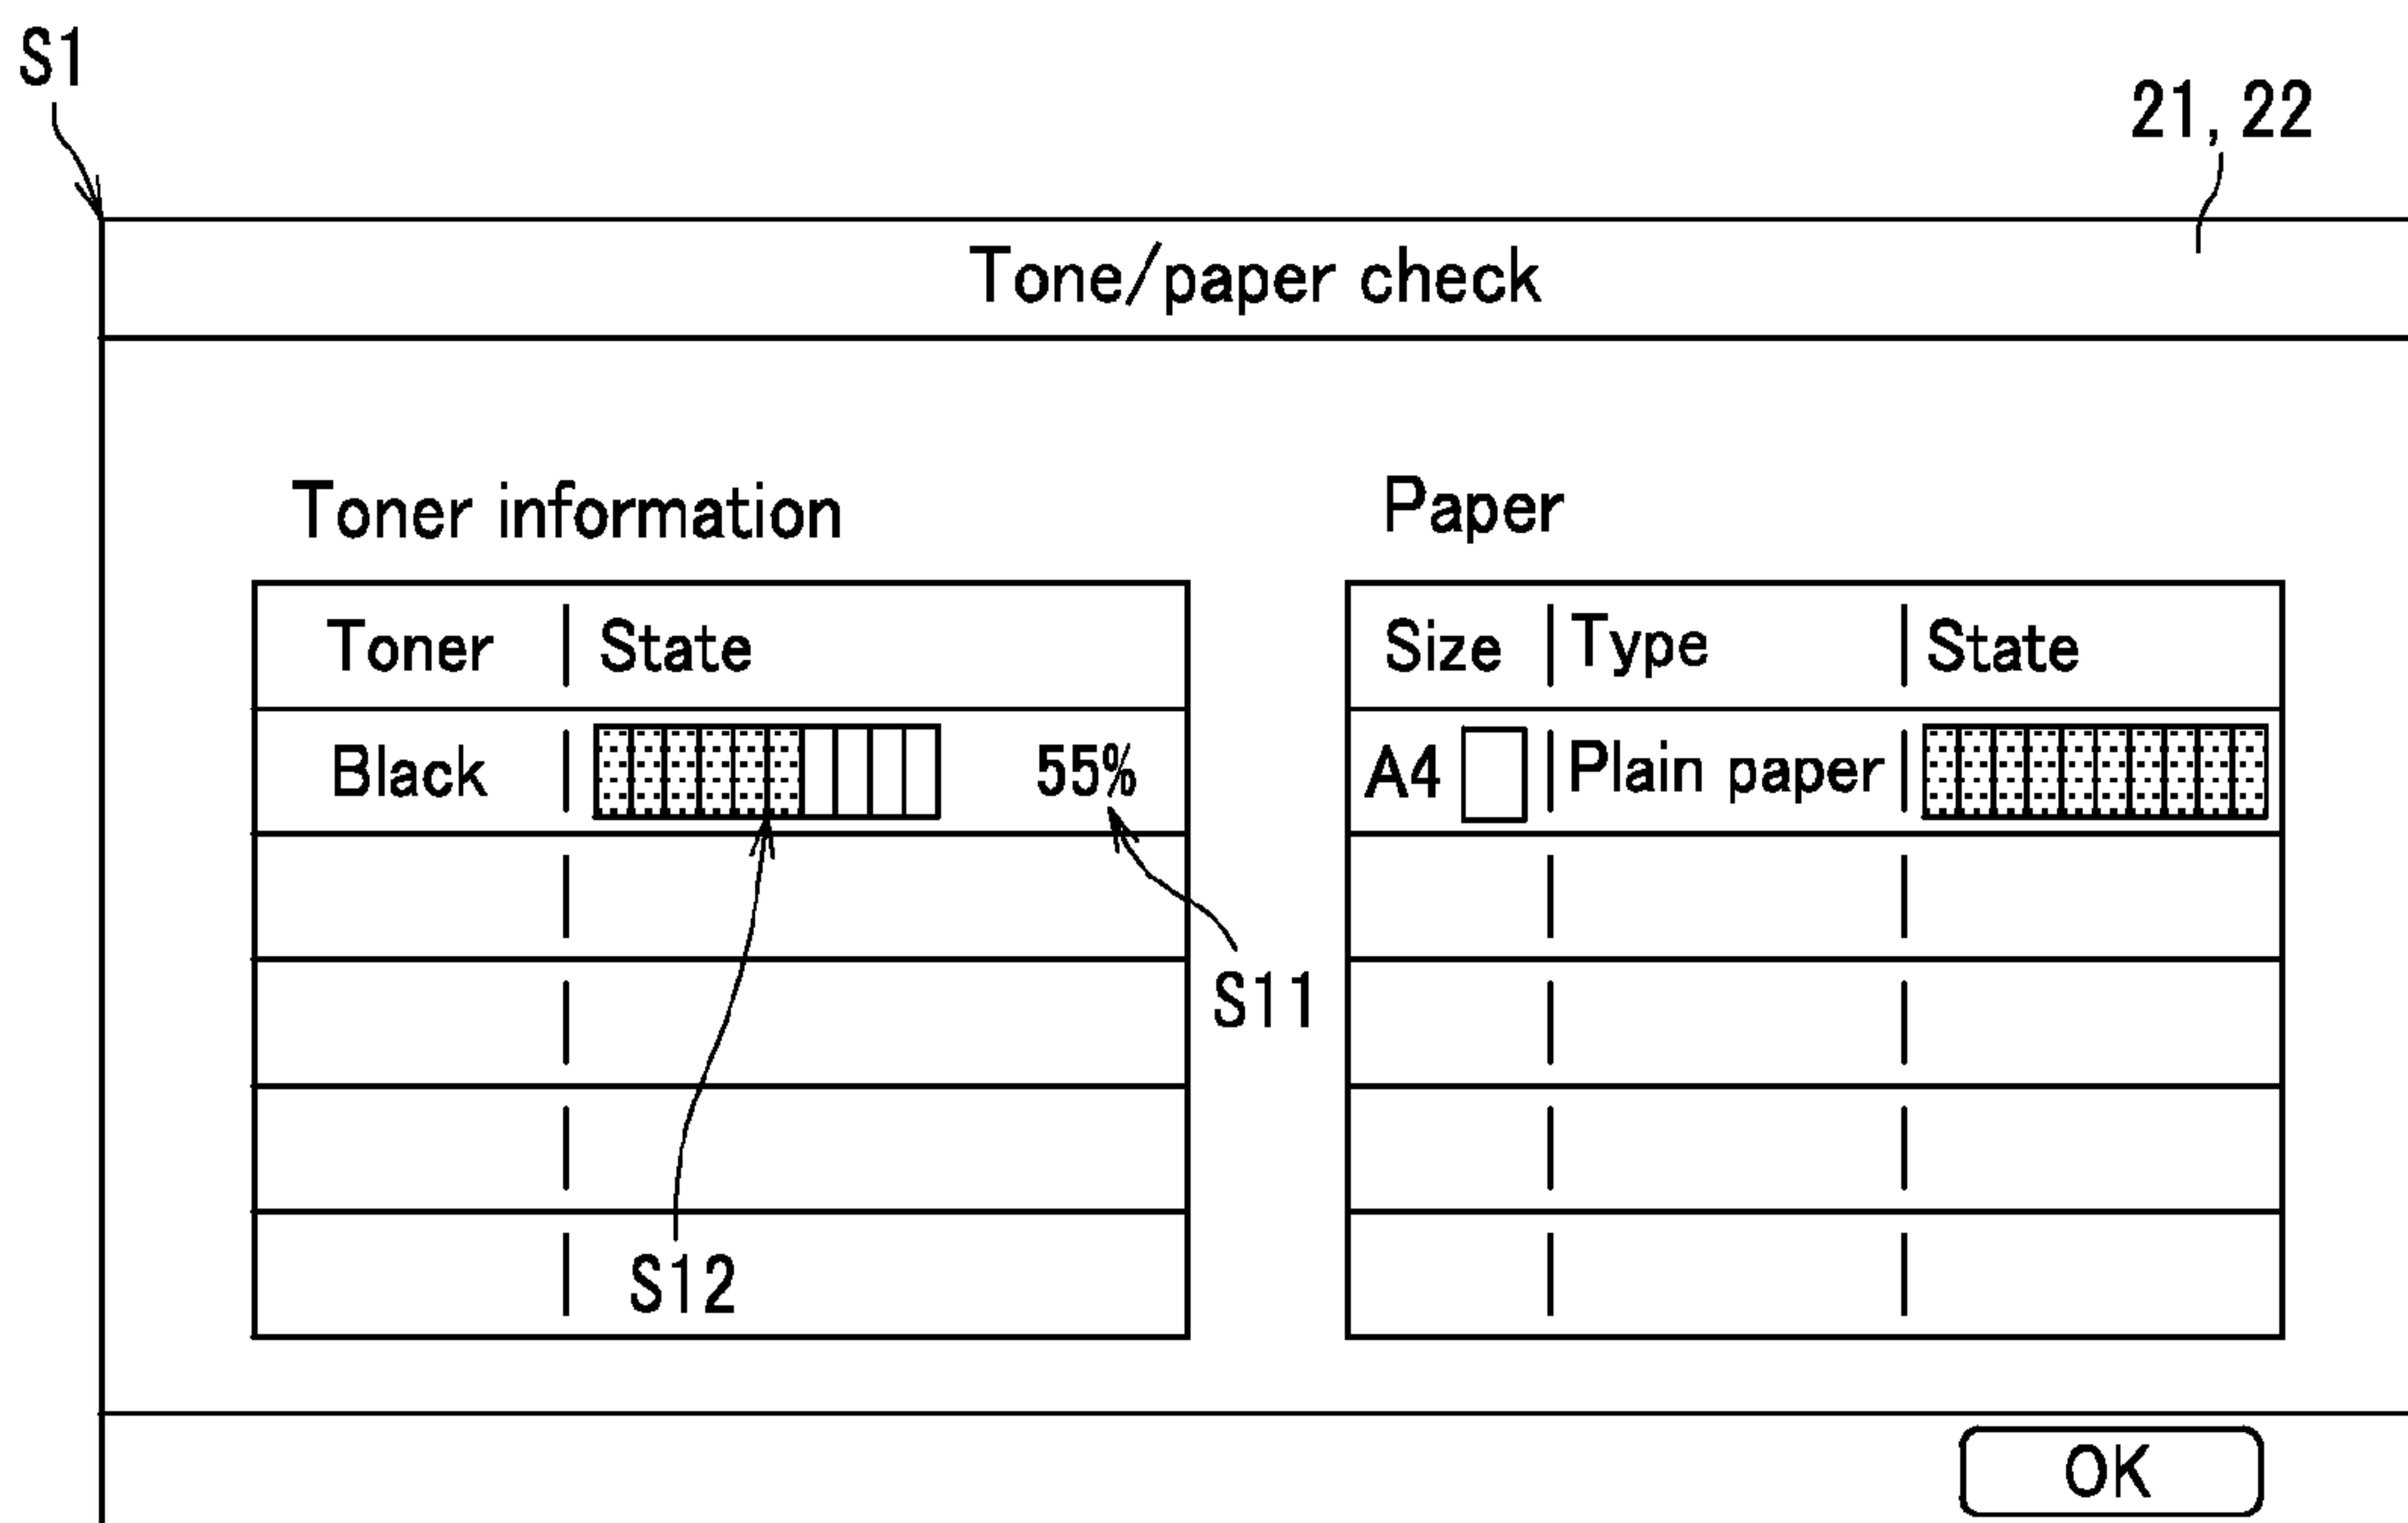 S1
21, 22
Tone/paper check
Toner information
Paper
Toner State
Size Type State
Black 55%
A4 Plain paper
S11
S12
OK